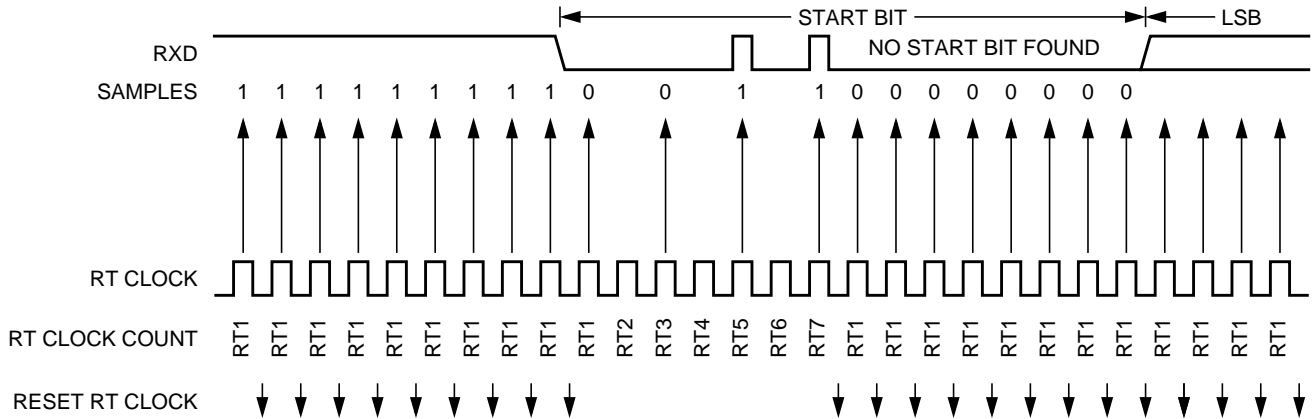 START BIT LSB
RXD NO START BIT FOUND
SAMPLES 1 1 1 1 1 1 1 1 1 0 0 1 1 0 0 0 0 0 0 0 0
RT CLOCK
RT CLOCK COUNT RT1 RT1 RT1 RT1 RT1 RT1 RT1 RT1 RT1 RT1 RT2 RT3 RT4 RT5 RT6 RT7 RT1 RT1 RT1 RT1 RT1 RT1 RT1 RT1 RT1 RT1 RT1 RT1
RESET RT CLOCK